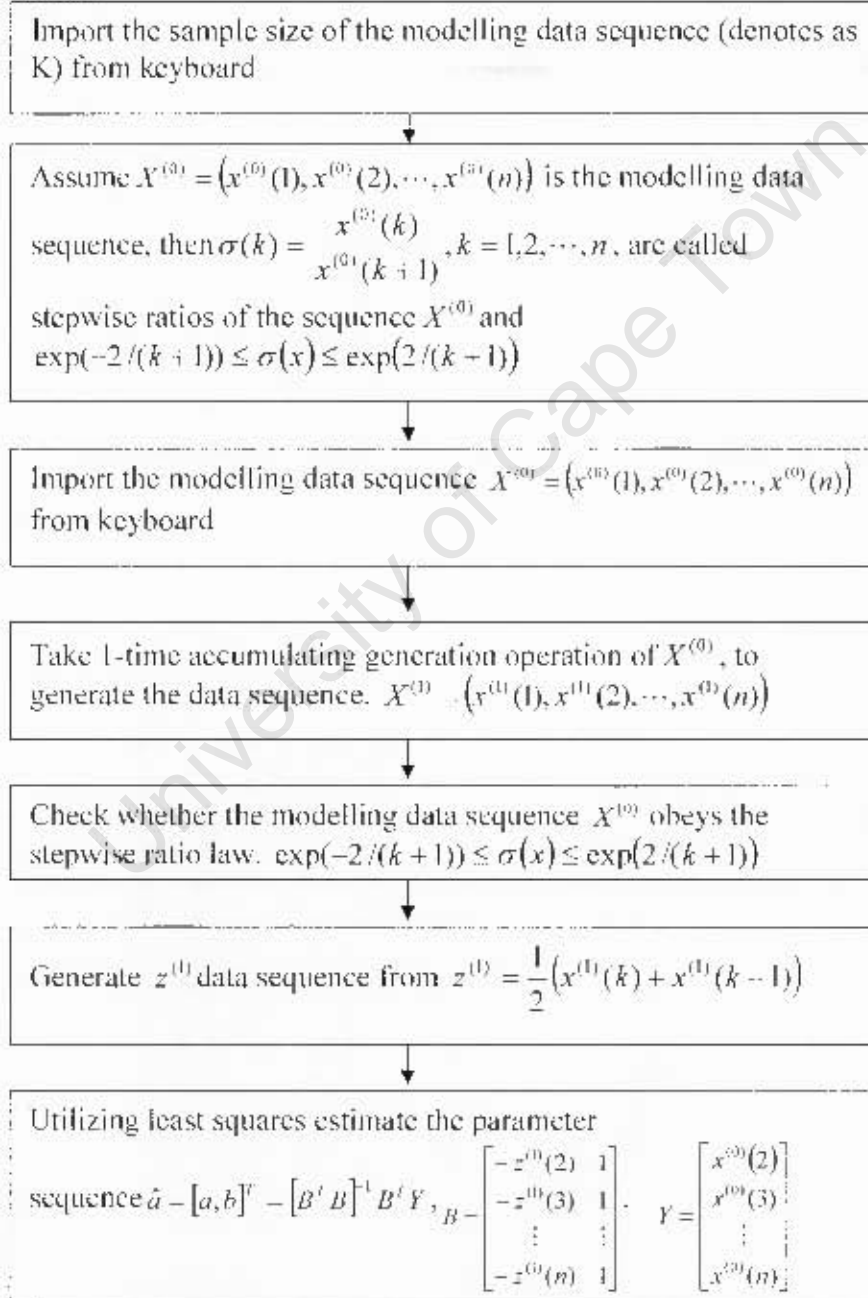 Import the sample size of the modelling data sequence (denotes as
K) from keyboard
Assume X^(0) = (x^(0)(1), x^(0)(2), ⋯, x^(0)(n)) is the modelling data
sequence, then σ(k) = x^(0)(k) / x^(0)(k + 1), k = 1,2,⋯,n, are called
stepwise ratios of the sequence X^(0) and
exp(−2/(k + 1)) ≤ σ(x) ≤ exp(2/(k + 1))
Import the modelling data sequence X^(0) = (x^(0)(1), x^(0)(2), ⋯, x^(0)(n))
from keyboard
Take 1-time accumulating generation operation of X^(0), to
generate the data sequence. X^(1) = (x^(1)(1), x^(1)(2), ⋯, x^(1)(n))
Check whether the modelling data sequence X^(0) obeys the
stepwise ratio law. exp(−2/(k + 1)) ≤ σ(x) ≤ exp(2/(k + 1))
Generate z^(1) data sequence from z^(1) = 1/2 (x^(1)(k) + x^(1)(k − 1))
Utilizing least squares estimate the parameter
sequence â = [a, b]^T = [B^T B]^−1 B^T Y, B = [−z^(1)(2) 1; −z^(1)(3) 1; ⋮ ⋮; −z^(1)(n) 1], Y = [x^(0)(2); x^(0)(3); ⋮; x^(0)(n)]
University of Cape Town